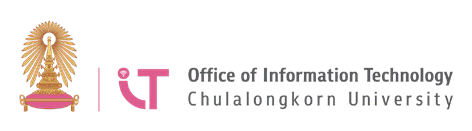 iT
Office of Information Technology
Chulalongkorn University